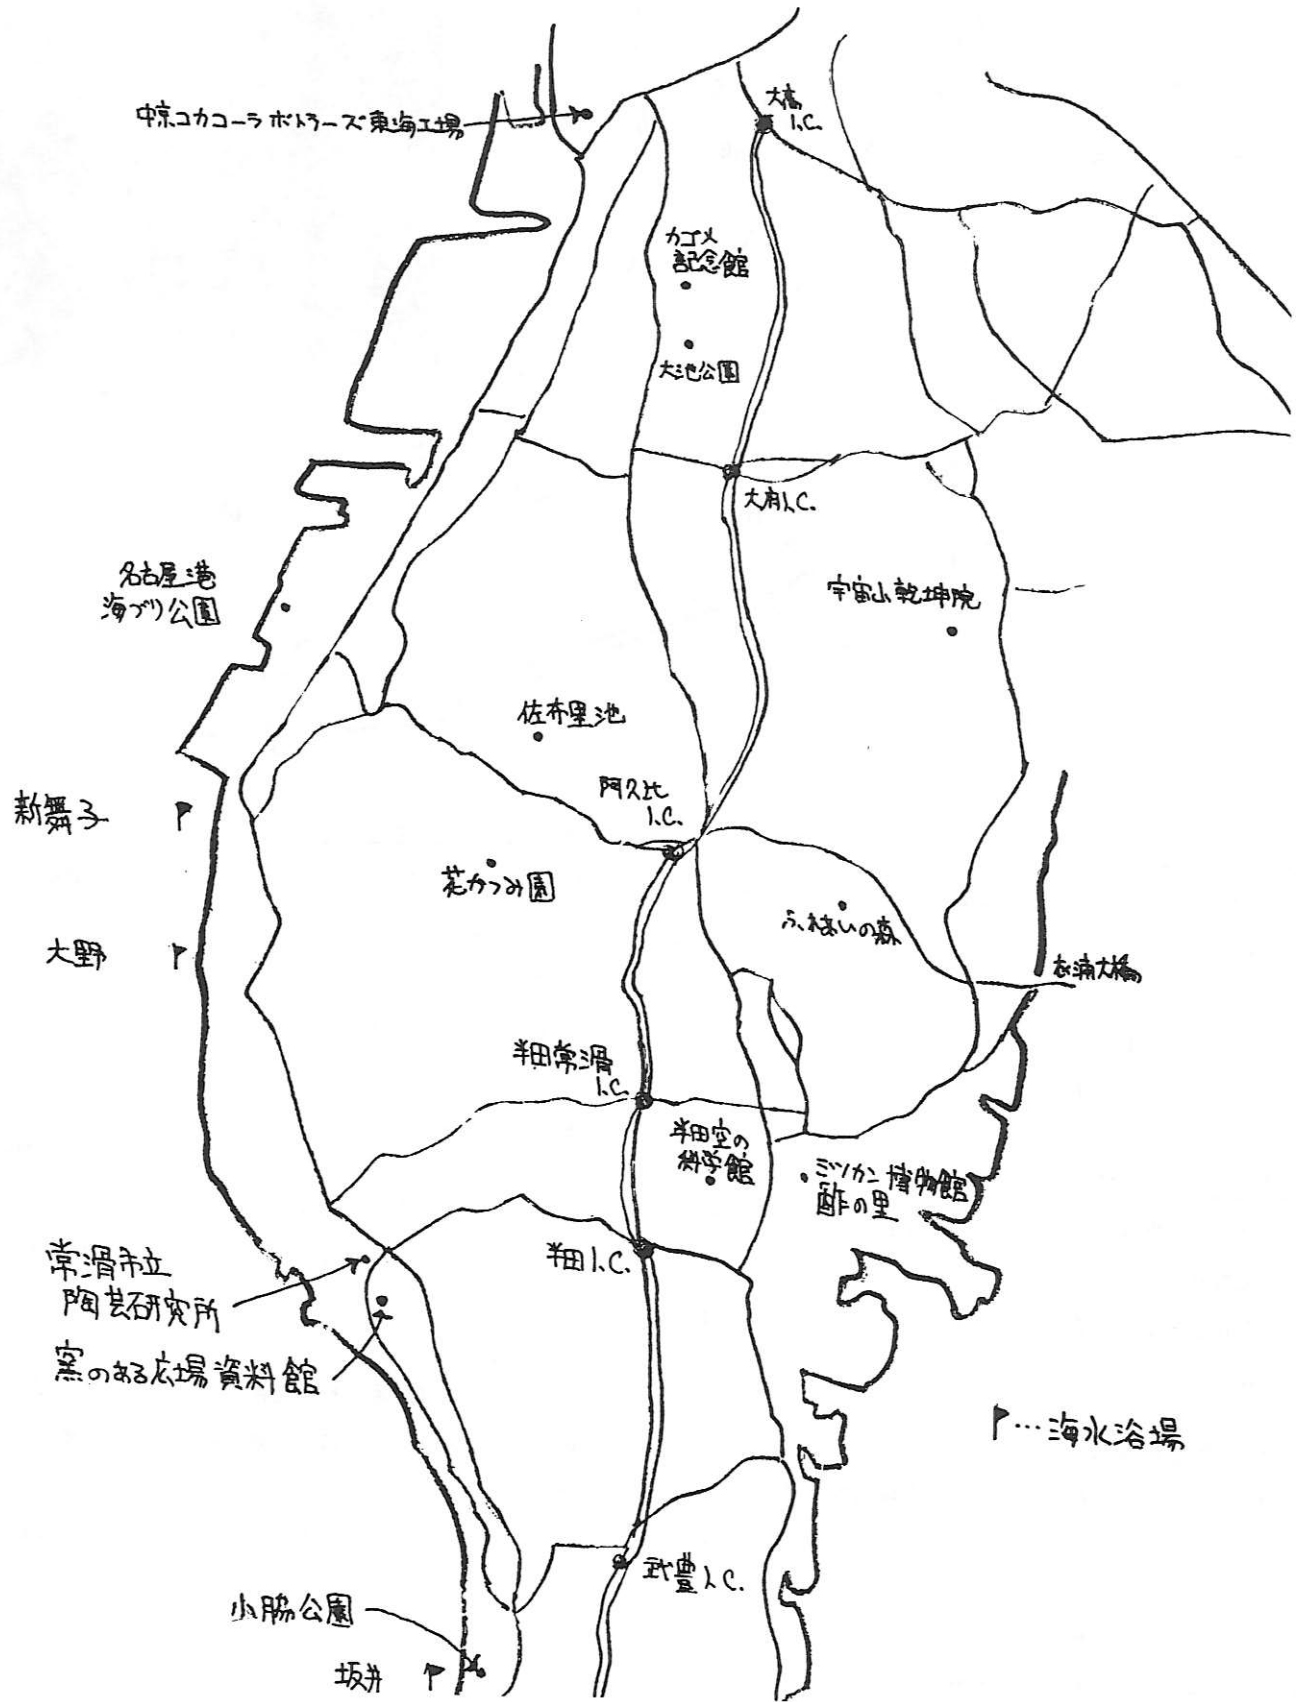 中京コカコーラボトラーズ東海工場
大高
I.C.
カゴメ
記念館
大池公園
大府I.C.
名古屋港
海づり公園
宇宙山乾坤院
佐布里池
阿久比
I.C.
新舞子
花かつみ園
ふれあいの森
大野
衣浦大橋
半田常滑
I.C.
半田空の
科学館
ミツカン博物館
酢の里
常滑市立
陶芸研究所
半田I.C.
窯のある広場資料館
…海水浴場
武豊I.C.
小脇公園
坂井